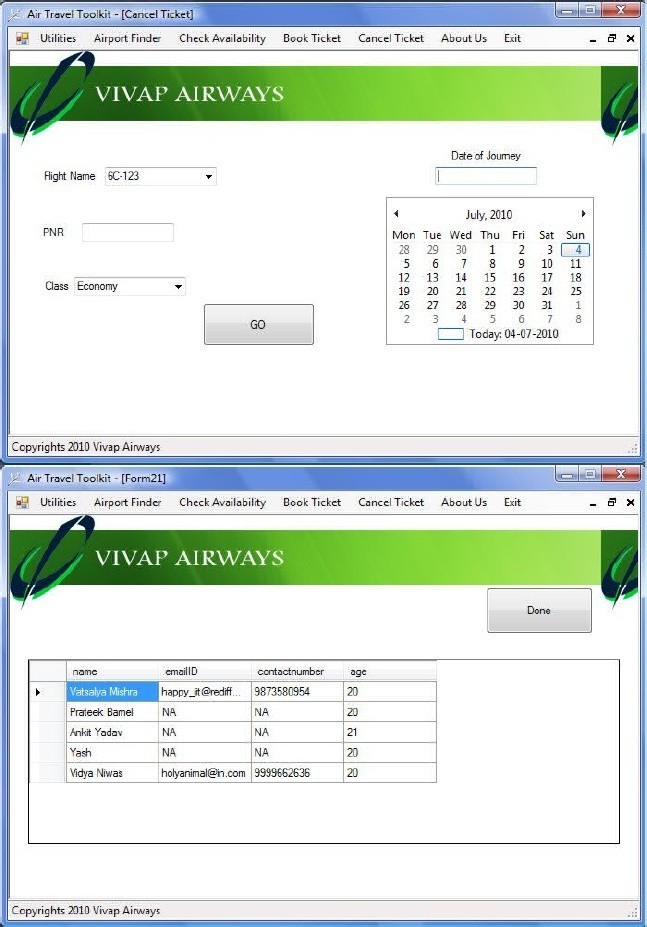 Air Travel Toolkit - [Cancel Ticket]
Utilities Airport Finder Check Availability Book Ticket Cancel Ticket About Us Exit
VIVAP AIRWAYS
Date of Journey
Flight Name 6C-123
July, 2010
PNR
Mon Tue Wed Thu Fri Sat Sun
28 29 30 1 2 3 4
5 6 7 8 9 10 11
12 13 14 15 16 17 18
Class Economy
19 20 21 22 23 24 25
26 27 28 29 30 31 1
2 3 4 5 6 7 8
GO
Today: 04-07-2010
Copyrights 2010 Vivap Airways
Air Travel Toolkit - [Form21]
Utilities Airport Finder Check Availability Book Ticket Cancel Ticket About Us Exit
VIVAP AIRWAYS
Done
name emailID contactnumber age
Vatsalya Mishra happy_it@rediff... 9873580954 20
Prateek Bamel NA NA 20
Ankit Yadav NA NA 21
Yash NA NA 20
Vidya Niwas holyanimal@in.com 9999662636 20
Copyrights 2010 Vivap Airways